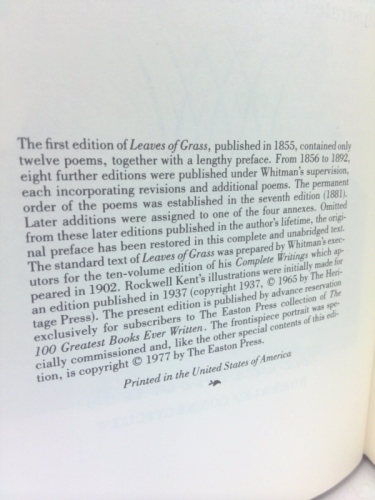 The first edition of Leaves of Grass, published in 1855, contained only
twelve poems, together with a lengthy preface. From 1856 to 1892,
eight further editions were published under Whitman's supervision,
each incorporating revisions and additional poems. The permanent
order of the poems was established in the seventh edition (1881).
Later additions were assigned to one of the four annexes. Omitted
from these later editions published in the author's lifetime, the origi-
nal preface has been restored in this complete and unabridged text.
The standard text of Leaves of Grass was prepared by Whitman's exec-
utors for the ten-volume edition of his Complete Writings which ap-
peared in 1902. Rockwell Kent's illustrations were initially made for
an edition published in 1937 (copyright 1937, © 1965 by The Heri-
tage Press). The present edition is published by advance reservation
exclusively for subscribers to The Easton Press collection of The
100 Greatest Books Ever Written. The frontispiece portrait was spe-
cially commissioned and, like the other special contents of this edi-
tion, is copyright © 1977 by The Easton Press.
Printed in the United States of America